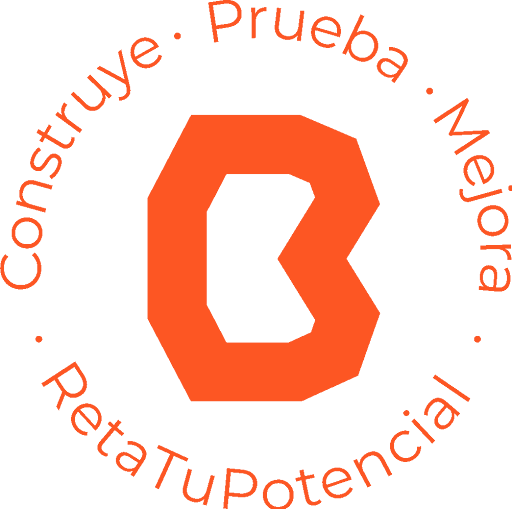 Construye · Prueba · Mejora ·
RetaTuPotencial ·
B